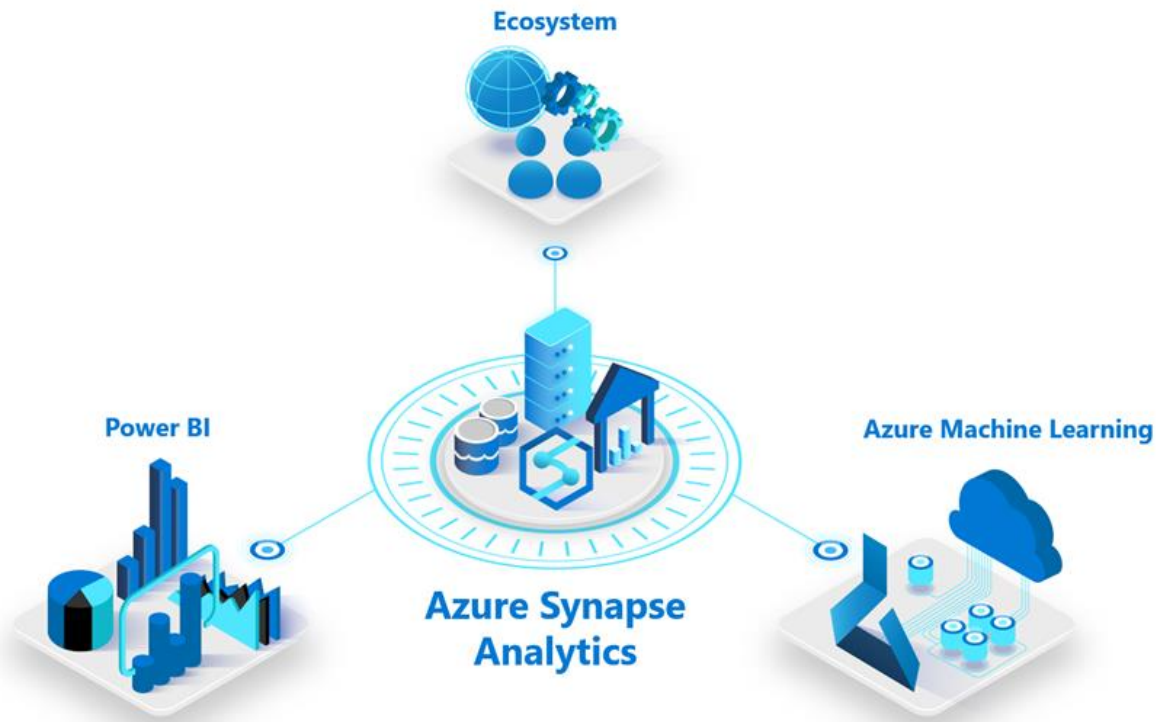 Ecosystem
Power BI
Azure Machine Learning
Azure Synapse
Analytics